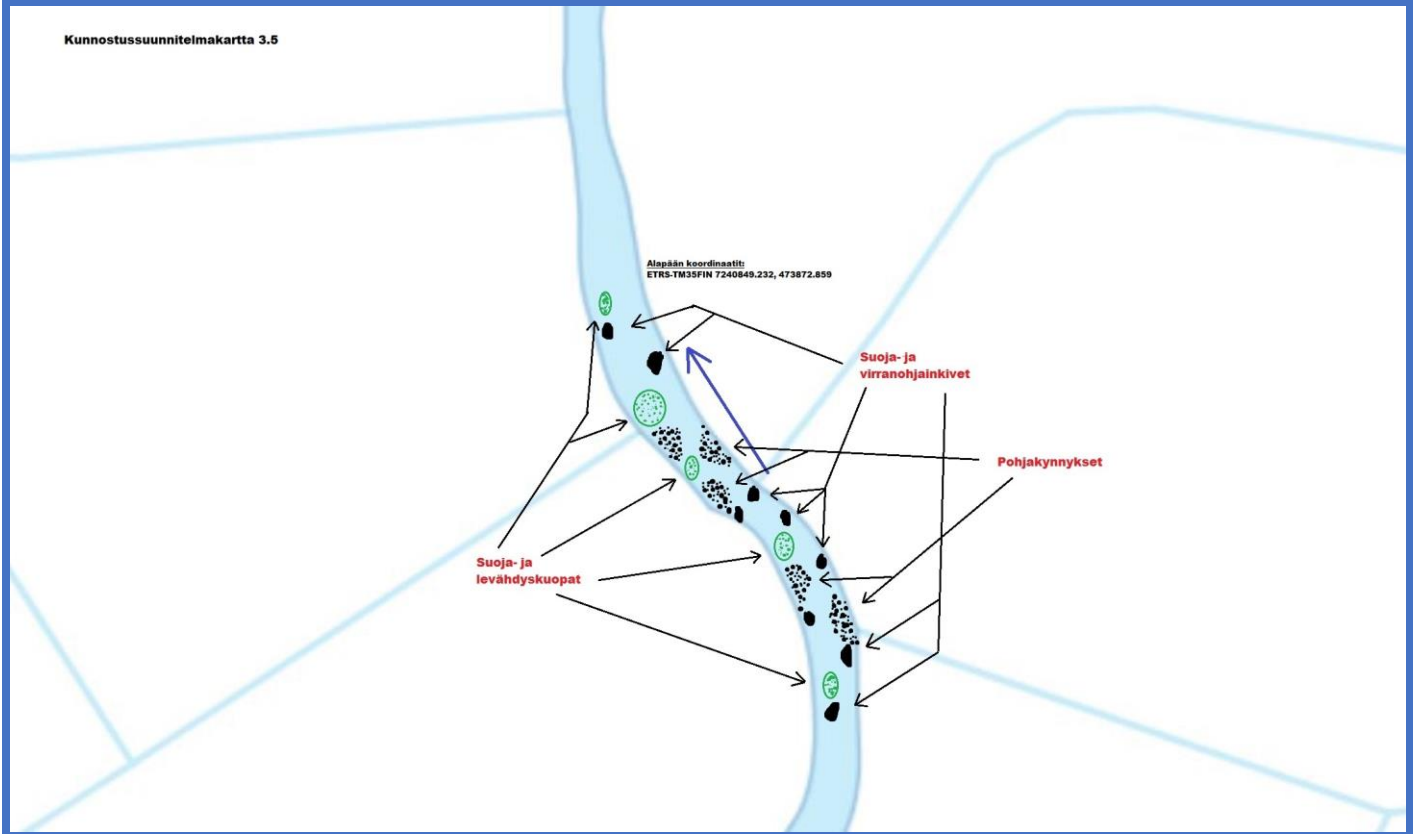 Kunnostussuunnitelmakartta 3.5
Alapään koordinaatit:
ETRS-TM35FIN 7240849.232, 473872.859
Suoja- ja
virranohjainkivet
Pohjakynnykset
Suoja- ja
levähdyskuopat